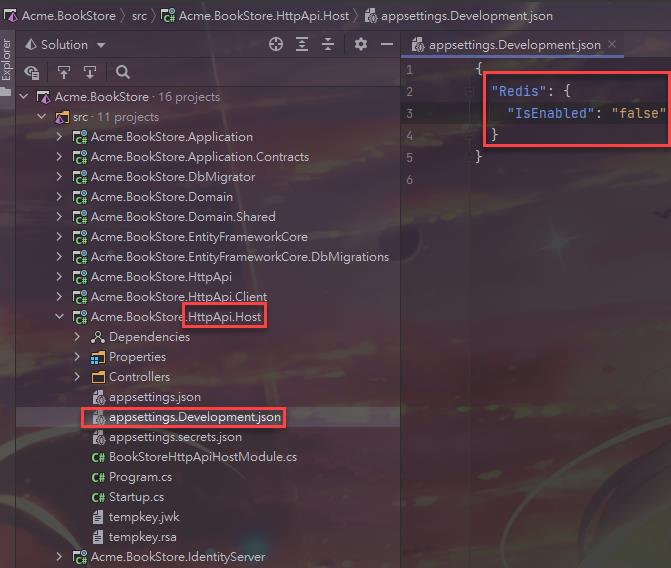 Acme.BookStore > src > Acme.BookStore.HttpApi.Host > appsettings.Development.json
Explorer
Solution
appsettings.Development.json
Acme.BookStore · 16 projects
src · 11 projects
Acme.BookStore.Application
Acme.BookStore.Application.Contracts
Acme.BookStore.DbMigrator
Acme.BookStore.Domain
Acme.BookStore.Domain.Shared
Acme.BookStore.EntityFrameworkCore
Acme.BookStore.EntityFrameworkCore.DbMigrations
Acme.BookStore.HttpApi
Acme.BookStore.HttpApi.Client
Acme.BookStore.HttpApi.Host
Dependencies
Properties
Controllers
appsettings.json
appsettings.Development.json
appsettings.secrets.json
C# BookStoreHttpApiHostModule.cs
C# Program.cs
C# Startup.cs
tempkey.jwk
tempkey.rsa
Acme.BookStore.IdentityServer
1 {
2 "Redis": {
3 "IsEnabled": "false"
4 }
5 }
6